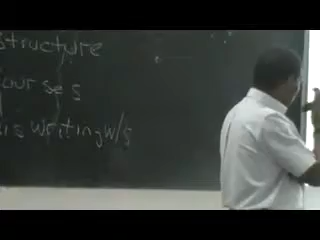 structure
ourses
is writing w/s